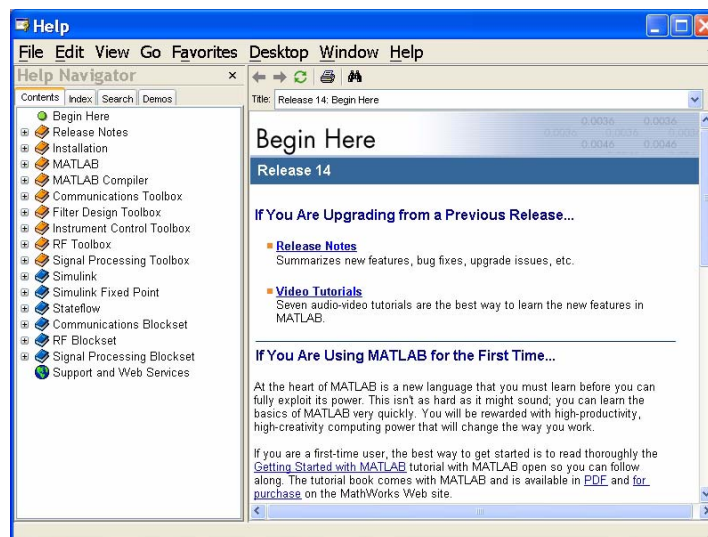 Help
File Edit View Go Favorites Desktop Window Help
Help Navigator
Contents Index Search Demos
Begin Here
Release Notes
Installation
MATLAB
MATLAB Compiler
Communications Toolbox
Filter Design Toolbox
Instrument Control Toolbox
RF Toolbox
Signal Processing Toolbox
Simulink
Simulink Fixed Point
Stateflow
Communications Blockset
RF Blockset
Signal Processing Blockset
Support and Web Services
Title: Release 14: Begin Here
0.0036 0.0036
Begin Here
0.0046 0.0046
Release 14
If You Are Upgrading from a Previous Release...
Release Notes
Summarizes new features, bug fixes, upgrade issues, etc.
Video Tutorials
Seven audio-video tutorials are the best way to learn the new features in
MATLAB.
If You Are Using MATLAB for the First Time...
At the heart of MATLAB is a new language that you must learn before you can
fully exploit its power. This isn't as hard as it might sound; you can learn the
basics of MATLAB very quickly. You will be rewarded with high-productivity,
high-creativity computing power that will change the way you work.
If you are a first-time user, the best way to get started is to read thoroughly the
Getting Started with MATLAB tutorial with MATLAB open so you can follow
along. The tutorial book comes with MATLAB and is available in PDF and for
purchase on the MathWorks Web site.